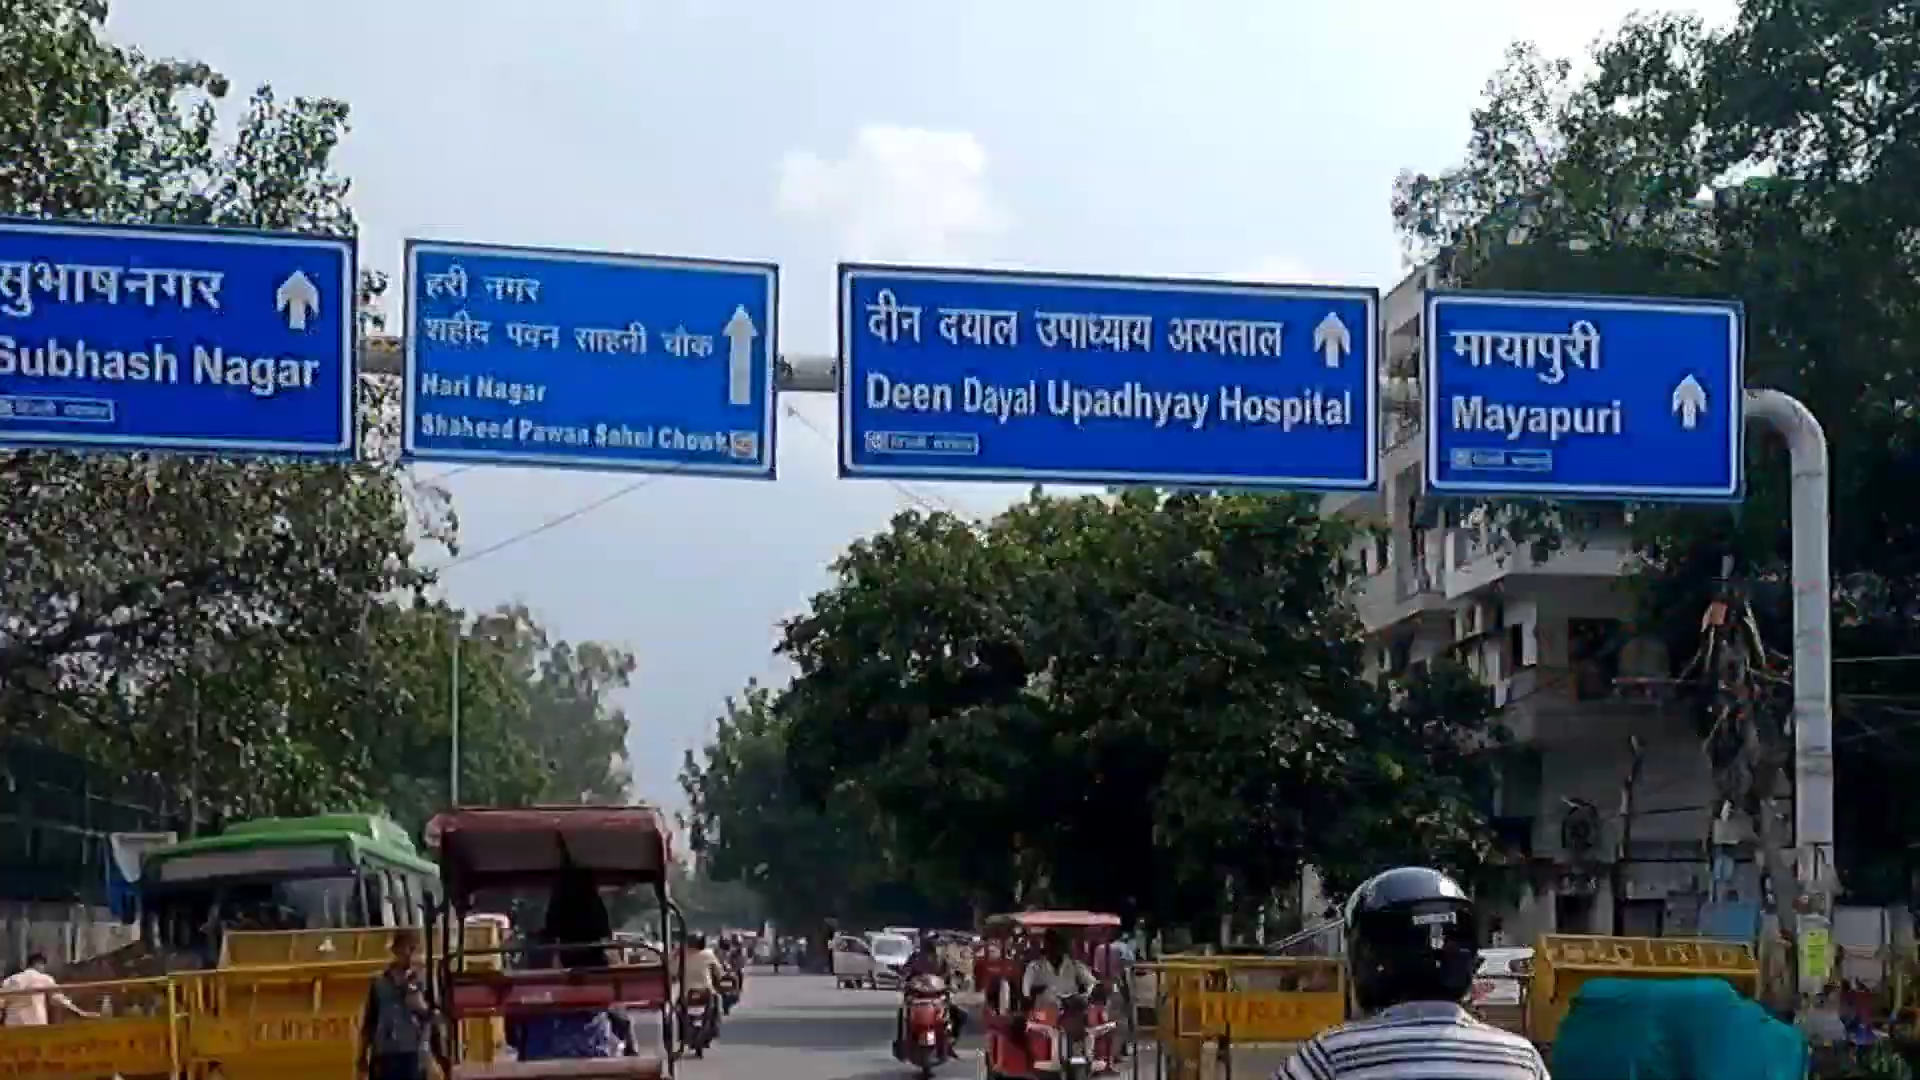 सुभाषनगर
Subhash Nagar
हरी नगर
शहीद पवन साहनी चौक
Hari Nagar
Shaheed Pawan Sahni Chowk
दीन दयाल उपाध्याय अस्पताल
Deen Dayal Upadhyay Hospital
मायापुरी
Mayapuri